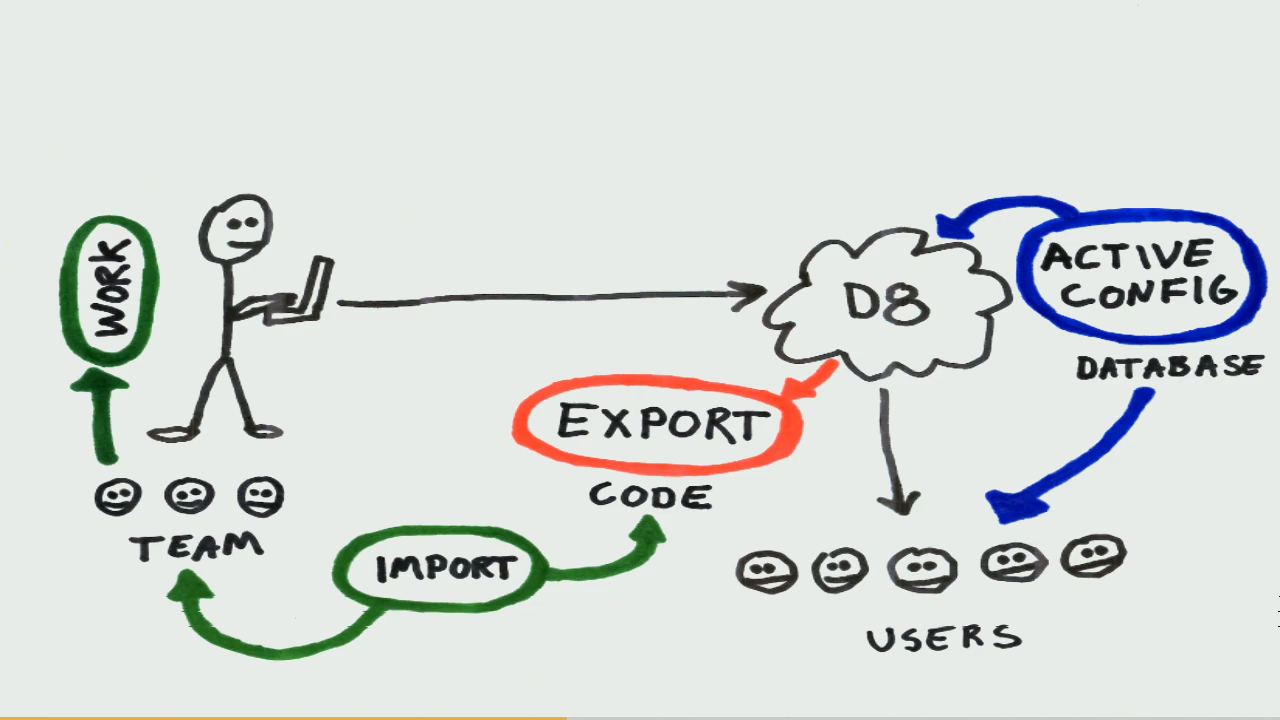 WORK
D8
ACTIVE
CONFIG
DATABASE
EXPORT
CODE
TEAM
IMPORT
USERS